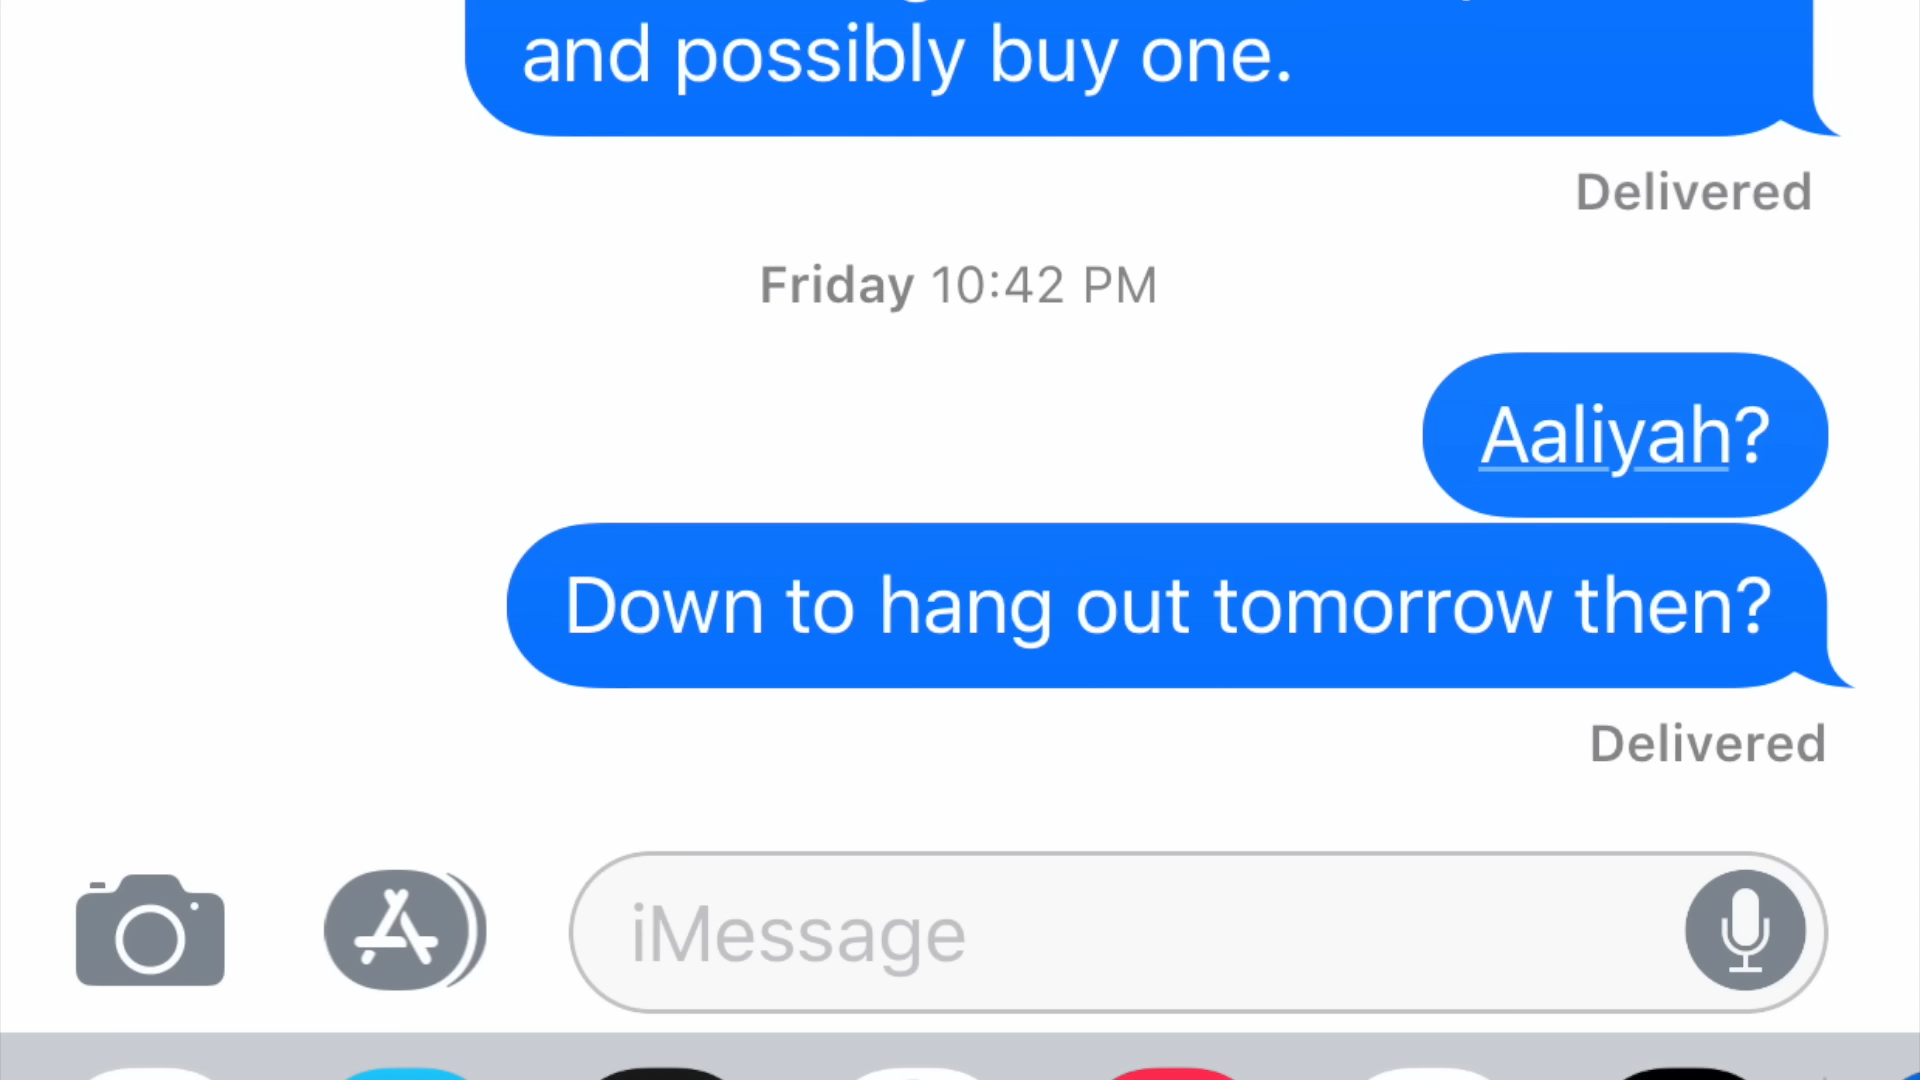 and possibly buy one.
Delivered
Friday 10:42 PM
Aaliyah?
Down to hang out tomorrow then?
Delivered
iMessage